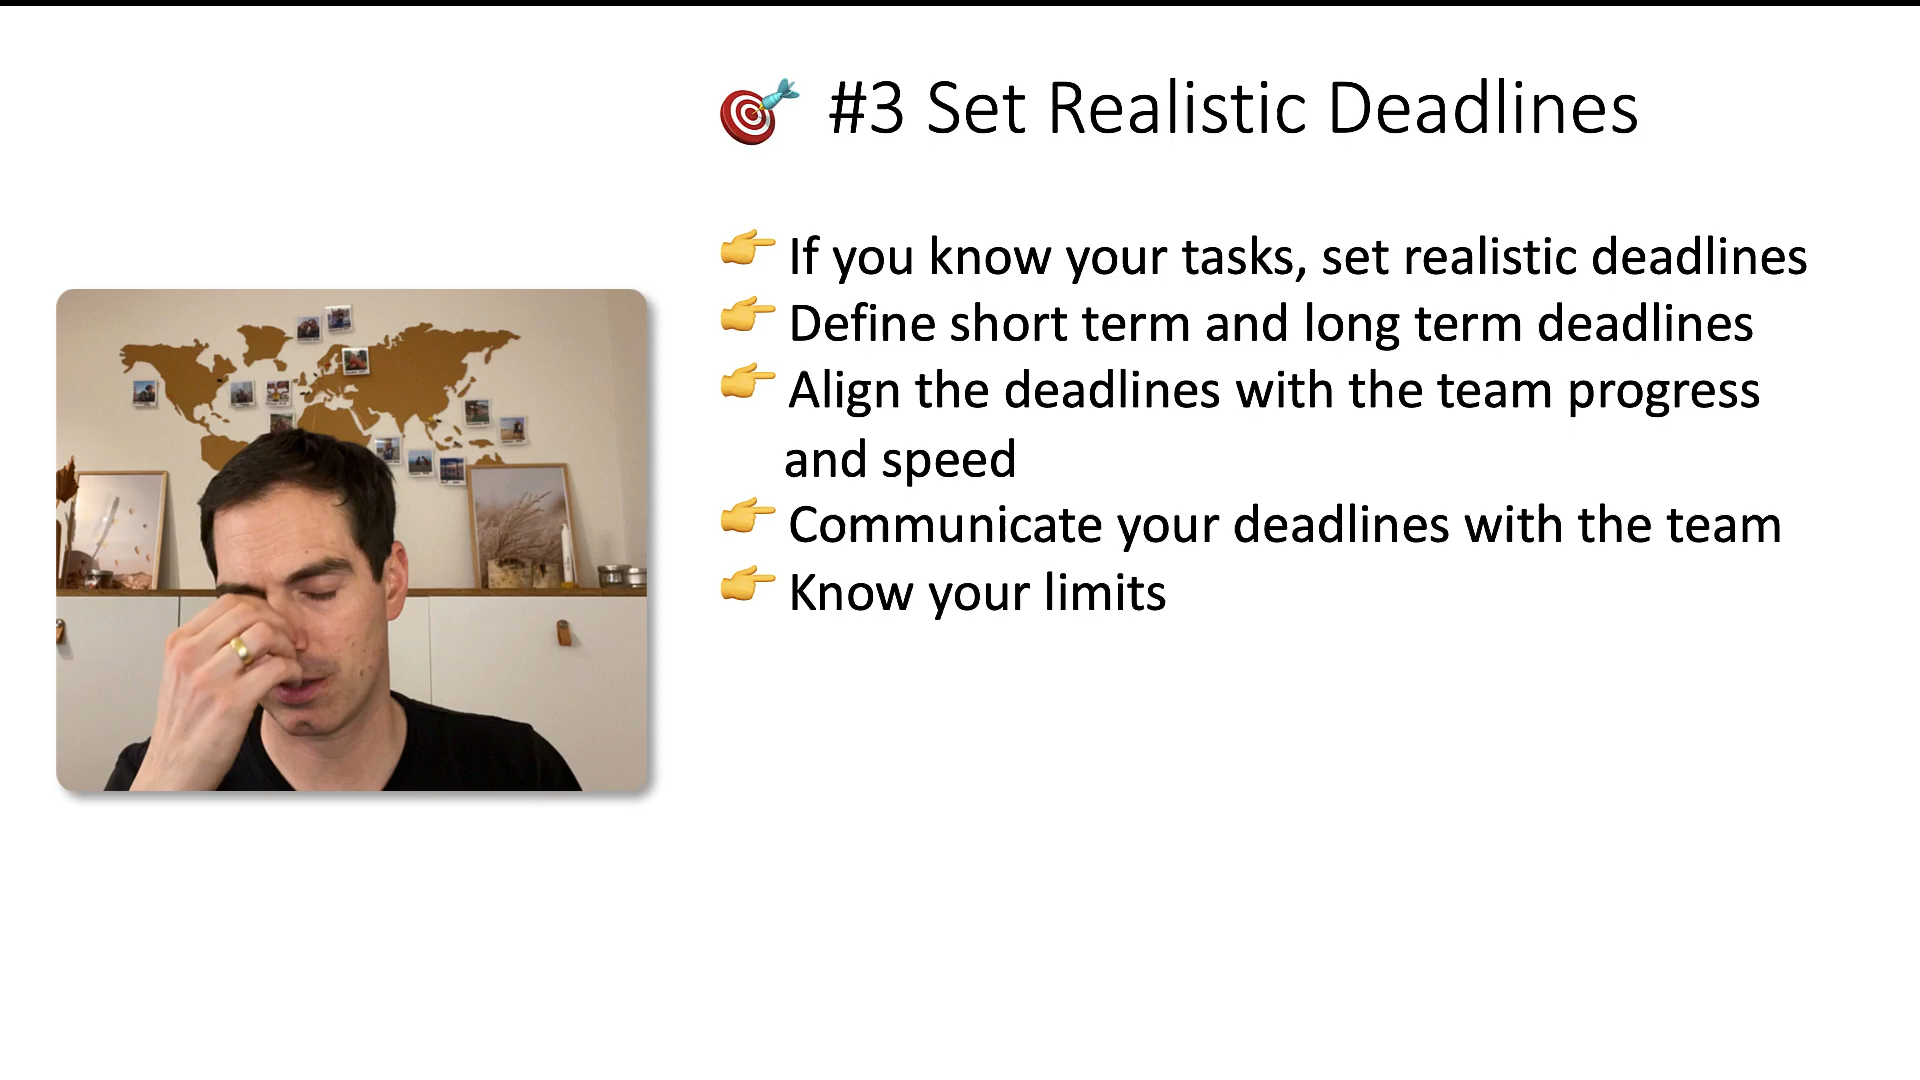 #3 Set Realistic Deadlines
If you know your tasks, set realistic deadlines
Define short term and long term deadlines
Align the deadlines with the team progress
and speed
Communicate your deadlines with the team
Know your limits